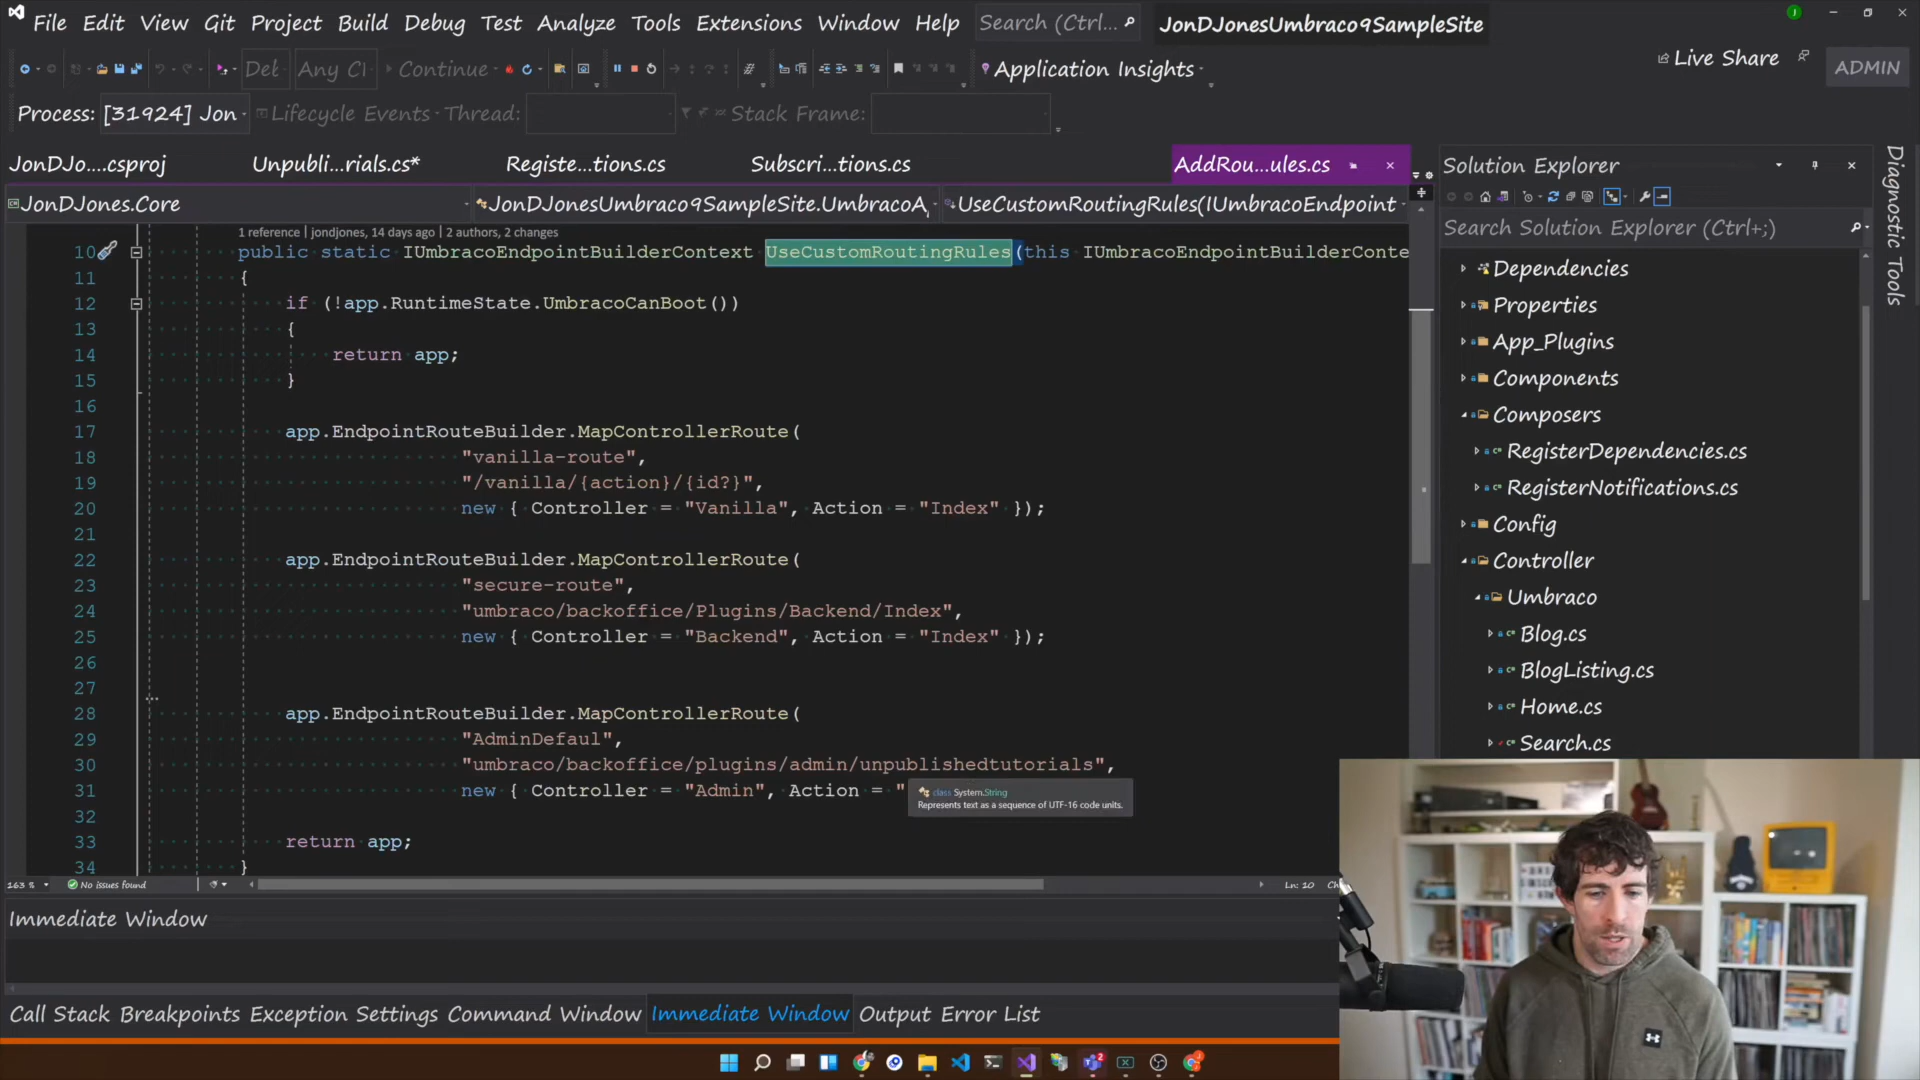 File Edit View Git Project Build Debug Test Analyze Tools Extensions Window Help Search (Ctrl... JonDJonesUmbraco9SampleSite
Any CI Continue Application Insights Live Share ADMIN
Process: [31924] Jon Lifecycle Events Thread: Stack Frame:
JonDJo....csproj Unpubli...rials.cs* Registe...tions.cs Subscri...tions.cs AddRou...ules.cs
JonDJones.Core JonDJonesUmbraco9SampleSite.UmbracoA UseCustomRoutingRules(IUmbracoEndpoint
1 reference | jondjones, 14 days ago | 2 authors, 2 changes
10 public static IUmbracoEndpointBuilderContext UseCustomRoutingRules(this IUmbracoEndpointBuilderConte
11 {
12 if (!app.RuntimeState.UmbracoCanBoot())
13 {
14 return app;
15 }
16
17 app.EndpointRouteBuilder.MapControllerRoute(
18 "vanilla-route",
19 "/vanilla/{action}/{id?}",
20 new { Controller = "Vanilla", Action = "Index" });
21
22 app.EndpointRouteBuilder.MapControllerRoute(
23 "secure-route",
24 "umbraco/backoffice/Plugins/Backend/Index",
25 new { Controller = "Backend", Action = "Index" });
26
27
28 app.EndpointRouteBuilder.MapControllerRoute(
29 "AdminDefaul",
30 "umbraco/backoffice/plugins/admin/unpublishedtutorials",
31 new { Controller = "Admin", Action = "
class System.String
Represents text as a sequence of UTF-16 code units.
32
33 return app;
34 }
163 % No issues found Ln: 10
Immediate Window
Call Stack Breakpoints Exception Settings Command Window Immediate Window Output Error List
Solution Explorer
Search Solution Explorer (Ctrl+;)
Dependencies
Properties
App_Plugins
Components
Composers
RegisterDependencies.cs
RegisterNotifications.cs
Config
Controller
Umbraco
Blog.cs
BlogListing.cs
Home.cs
Search.cs
Diagnostic Tools